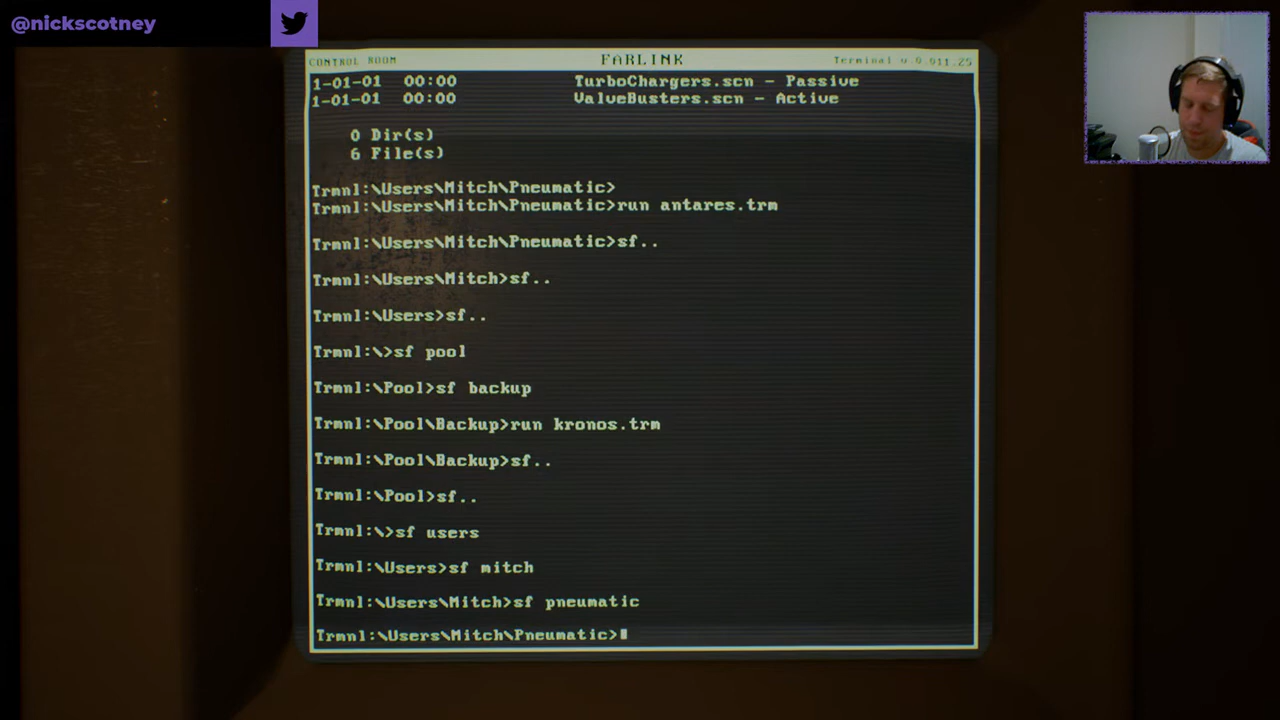 @nickscotney
CONTROL ROOM FARLINK Terminal v 0.011.25
1-01-01 00:00 TurboChargers.scn - Passive
1-01-01 00:00 ValveBusters.scn - Active
0 Dir(s)
6 File(s)
Trmnl:\Users\Mitch\Pneumatic>
Trmnl:\Users\Mitch\Pneumatic>run antares.trm
Trmnl:\Users\Mitch\Pneumatic>sf..
Trmnl:\Users\Mitch>sf..
Trmnl:\Users>sf..
Trmnl:\>sf pool
Trmnl:\Pool>sf backup
Trmnl:\Pool\Backup>run kronos.trm
Trmnl:\Pool\Backup>sf..
Trmnl:\Pool>sf..
Trmnl:\>sf users
Trmnl:\Users>sf mitch
Trmnl:\Users\Mitch>sf pneumatic
Trmnl:\Users\Mitch\Pneumatic>